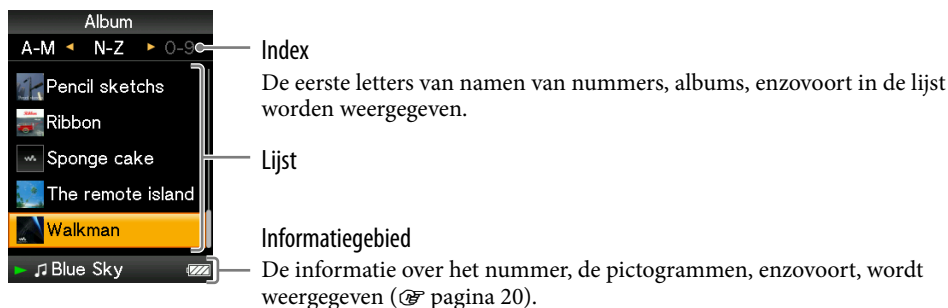 Album
A-M ◄ N-Z ► 0-9
Pencil sketchs
Ribbon
Sponge cake
The remote island
Walkman
Blue Sky
Index
De eerste letters van namen van nummers, albums, enzovoort in de lijst
worden weergegeven.
Lijst
Informatiegebied
De informatie over het nummer, de pictogrammen, enzovoort, wordt
weergegeven (☞ pagina 20).